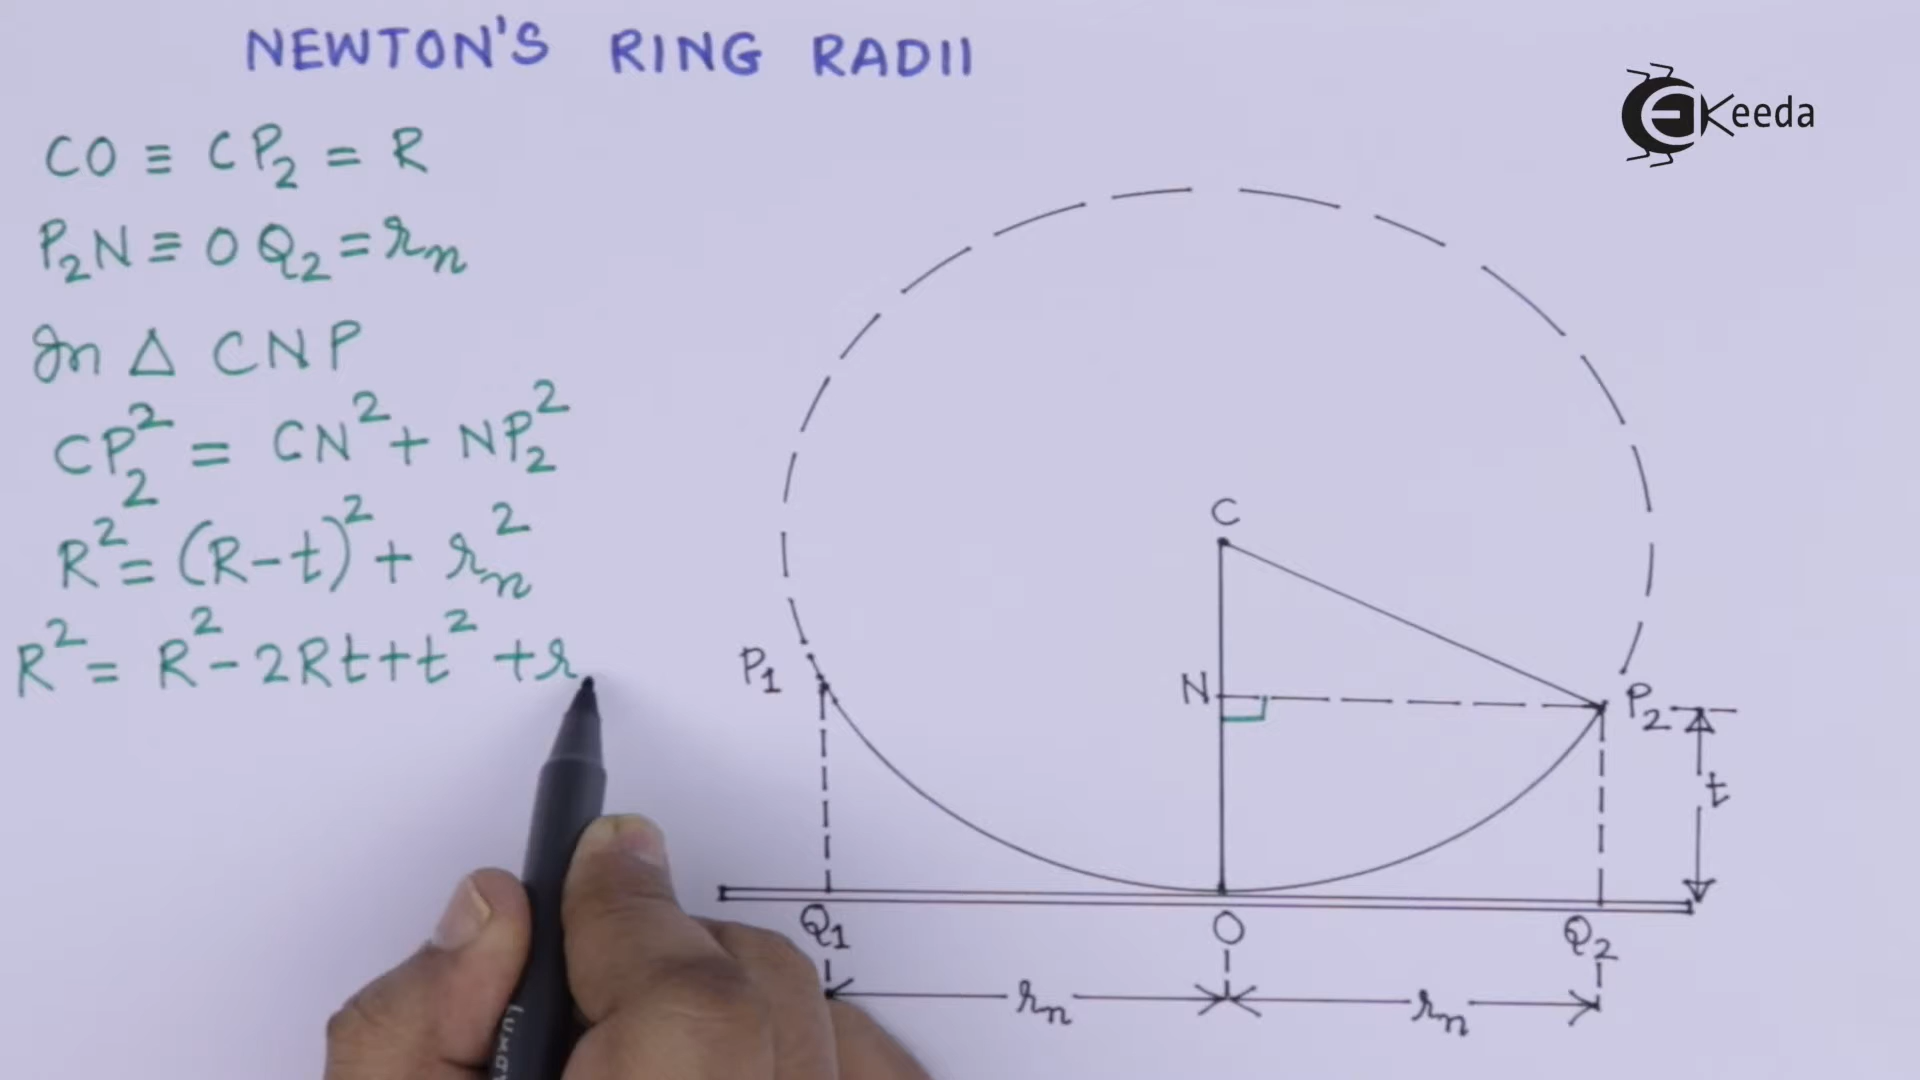 NEWTON'S RING RADII
Keeda
CO ≡ CP₂ = R
P₂N ≡ OQ₂ = rₙ
In Δ CNP
CP₂² = CN² + NP₂²
R² = (R-t)² + rₙ²
R² = R² - 2Rt + t² + r
C
N
P₁
P₂
t
Q₁
O
Q₂
rₙ
rₙ